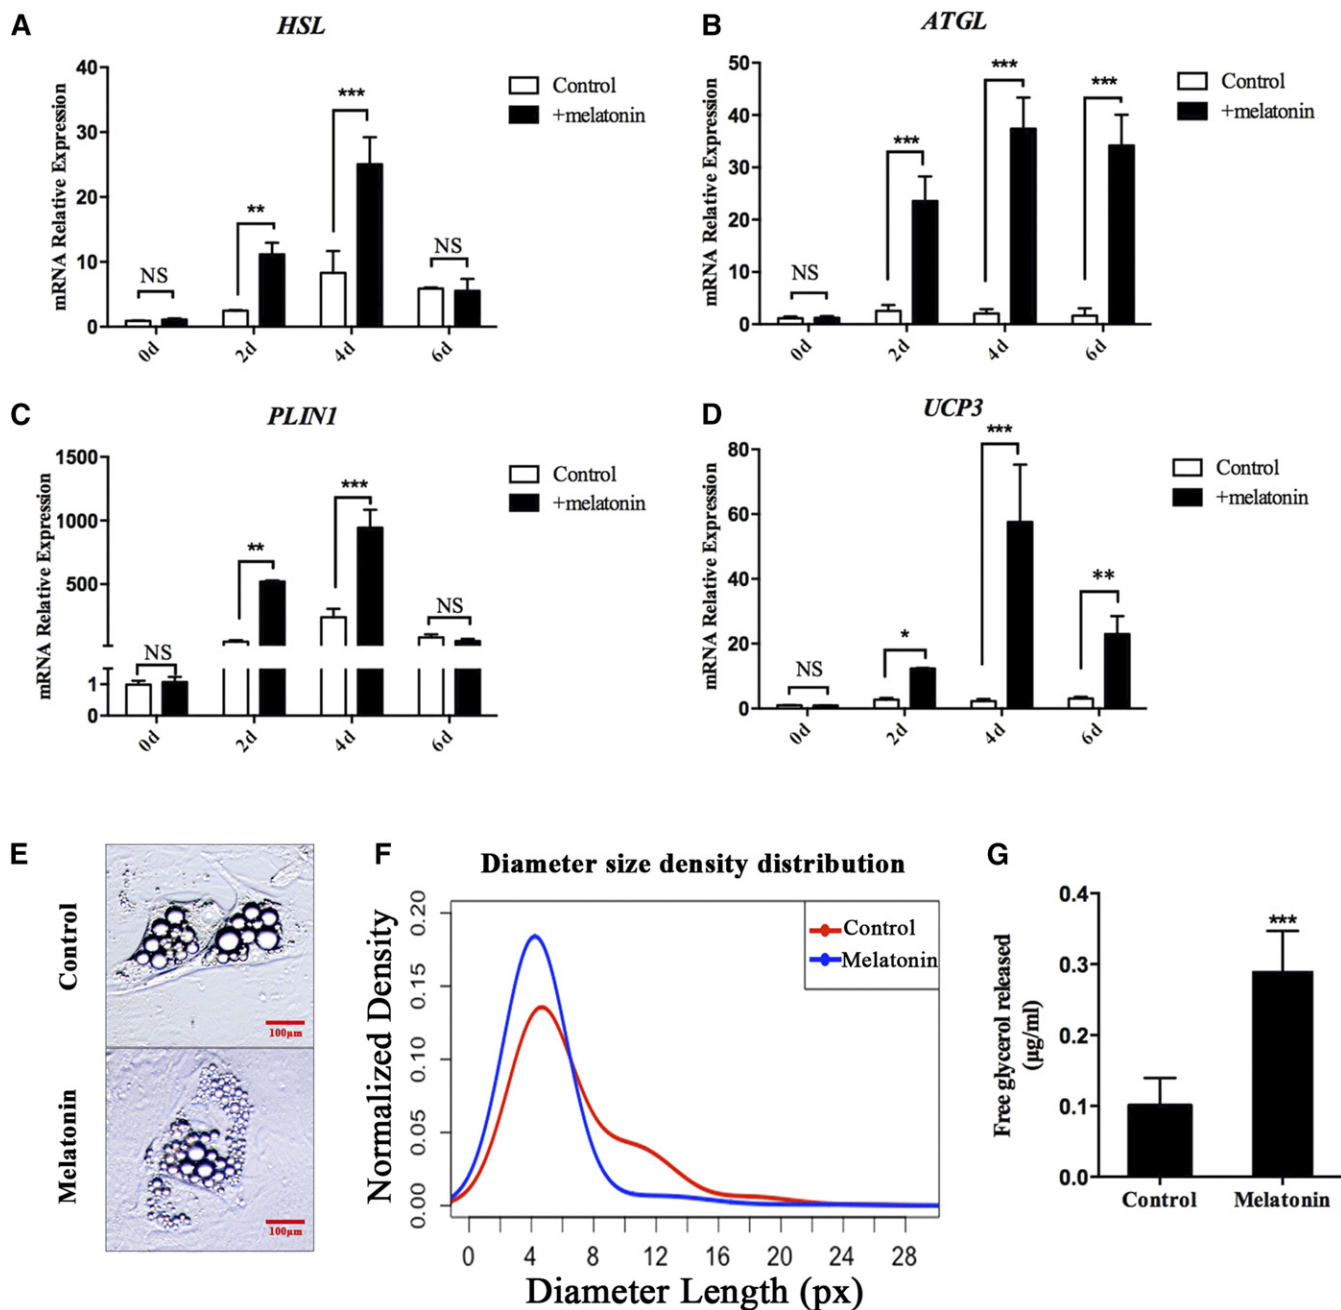 A
HSL
mRNA Relative Expression
40
30
20
10
0
NS
**
***
NS
0d
2d
4d
6d
Control
+melatonin
B
ATGL
mRNA Relative Expression
50
40
30
20
10
0
NS
***
***
***
0d
2d
4d
6d
Control
+melatonin
C
PLIN1
mRNA Relative Expression
1500
1000
500
1
0
NS
**
***
NS
0d
2d
4d
6d
Control
+melatonin
D
UCP3
mRNA Relative Expression
80
60
40
20
0
NS
*
***
**
0d
2d
4d
6d
Control
+melatonin
E
Control
100μm
Melatonin
100μm
F
Diameter size density distribution
Normalized Density
0.20
0.15
0.10
0.05
0.00
Control
Melatonin
0 4 8 12 16 20 24 28
Diameter Length (px)
G
Free glycerol released
(μg/ml)
0.4
0.3
0.2
0.1
0.0
***
Control
Melatonin